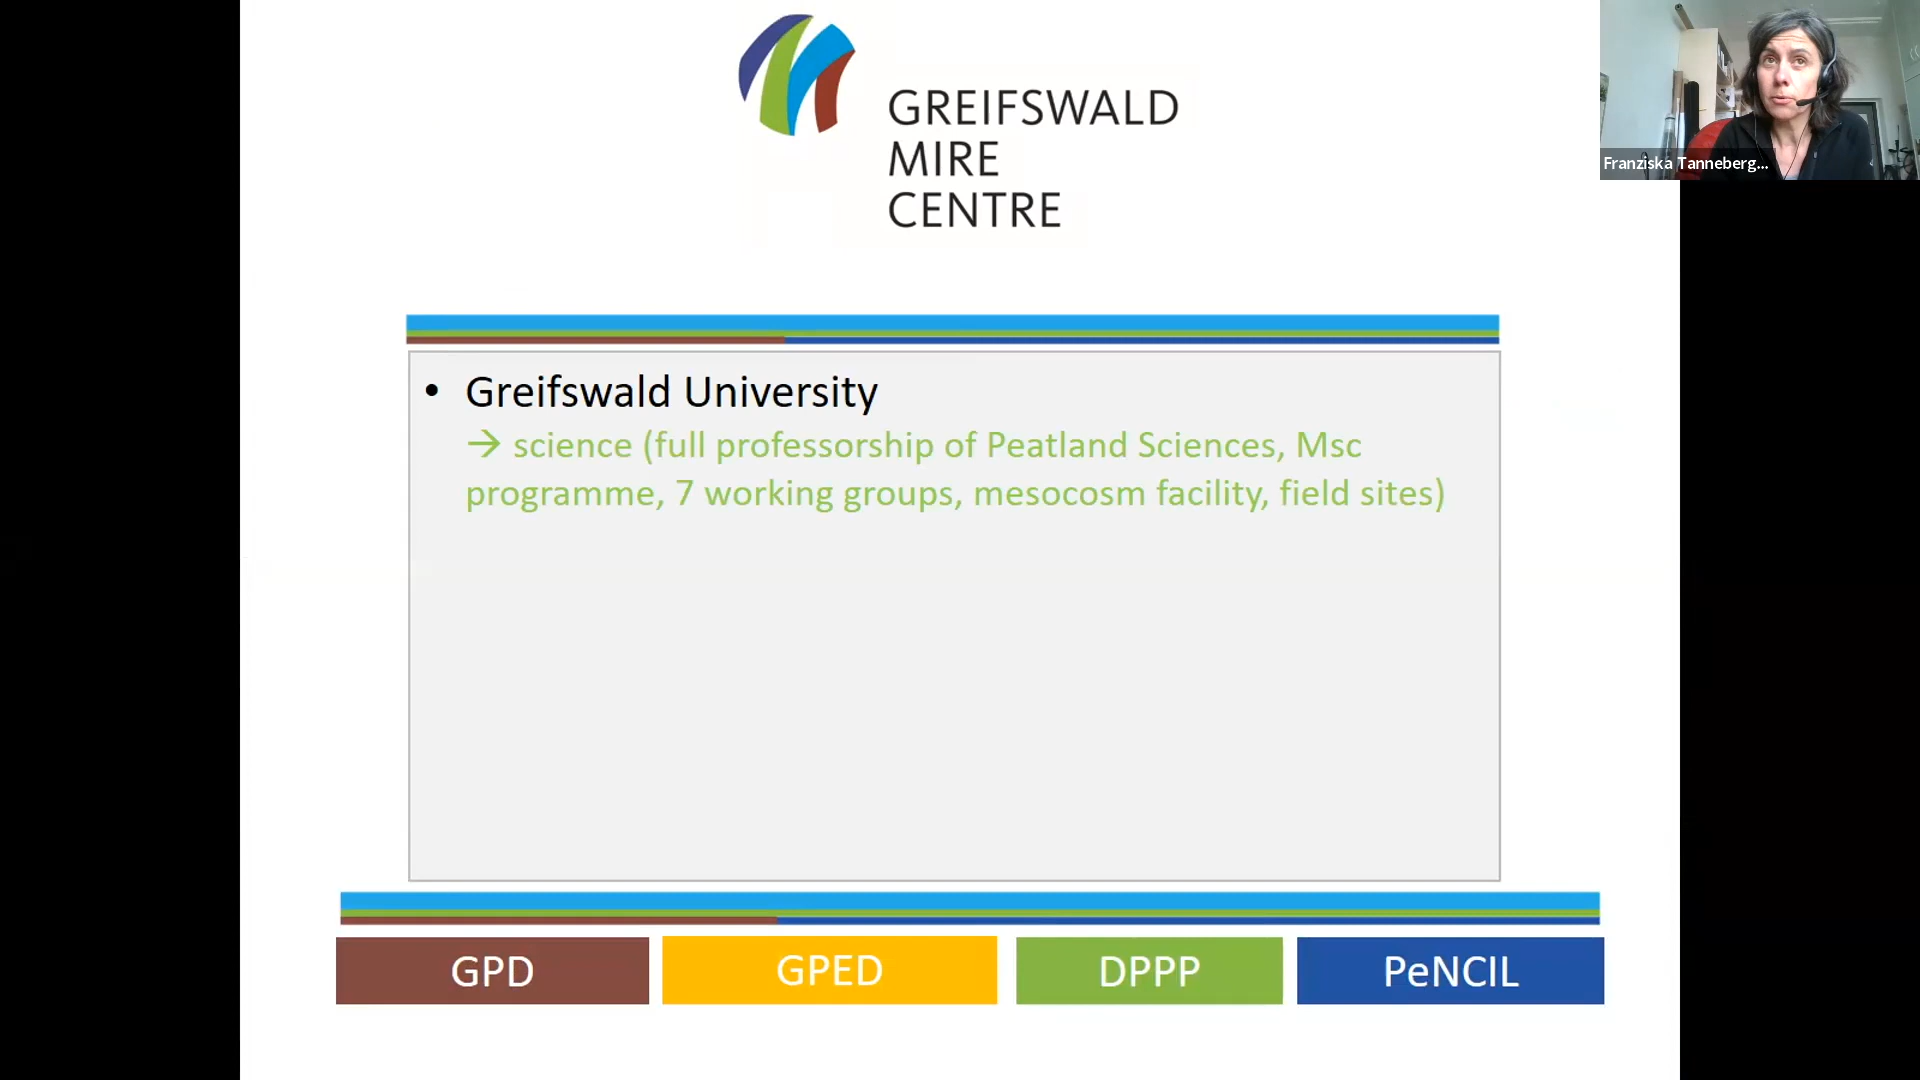 GREIFSWALD
MIRE
CENTRE
Franziska Tanneberg...
• Greifswald University
→ science (full professorship of Peatland Sciences, Msc
programme, 7 working groups, mesocosm facility, field sites)
GPD
GPED
DPPP
PeNCIL